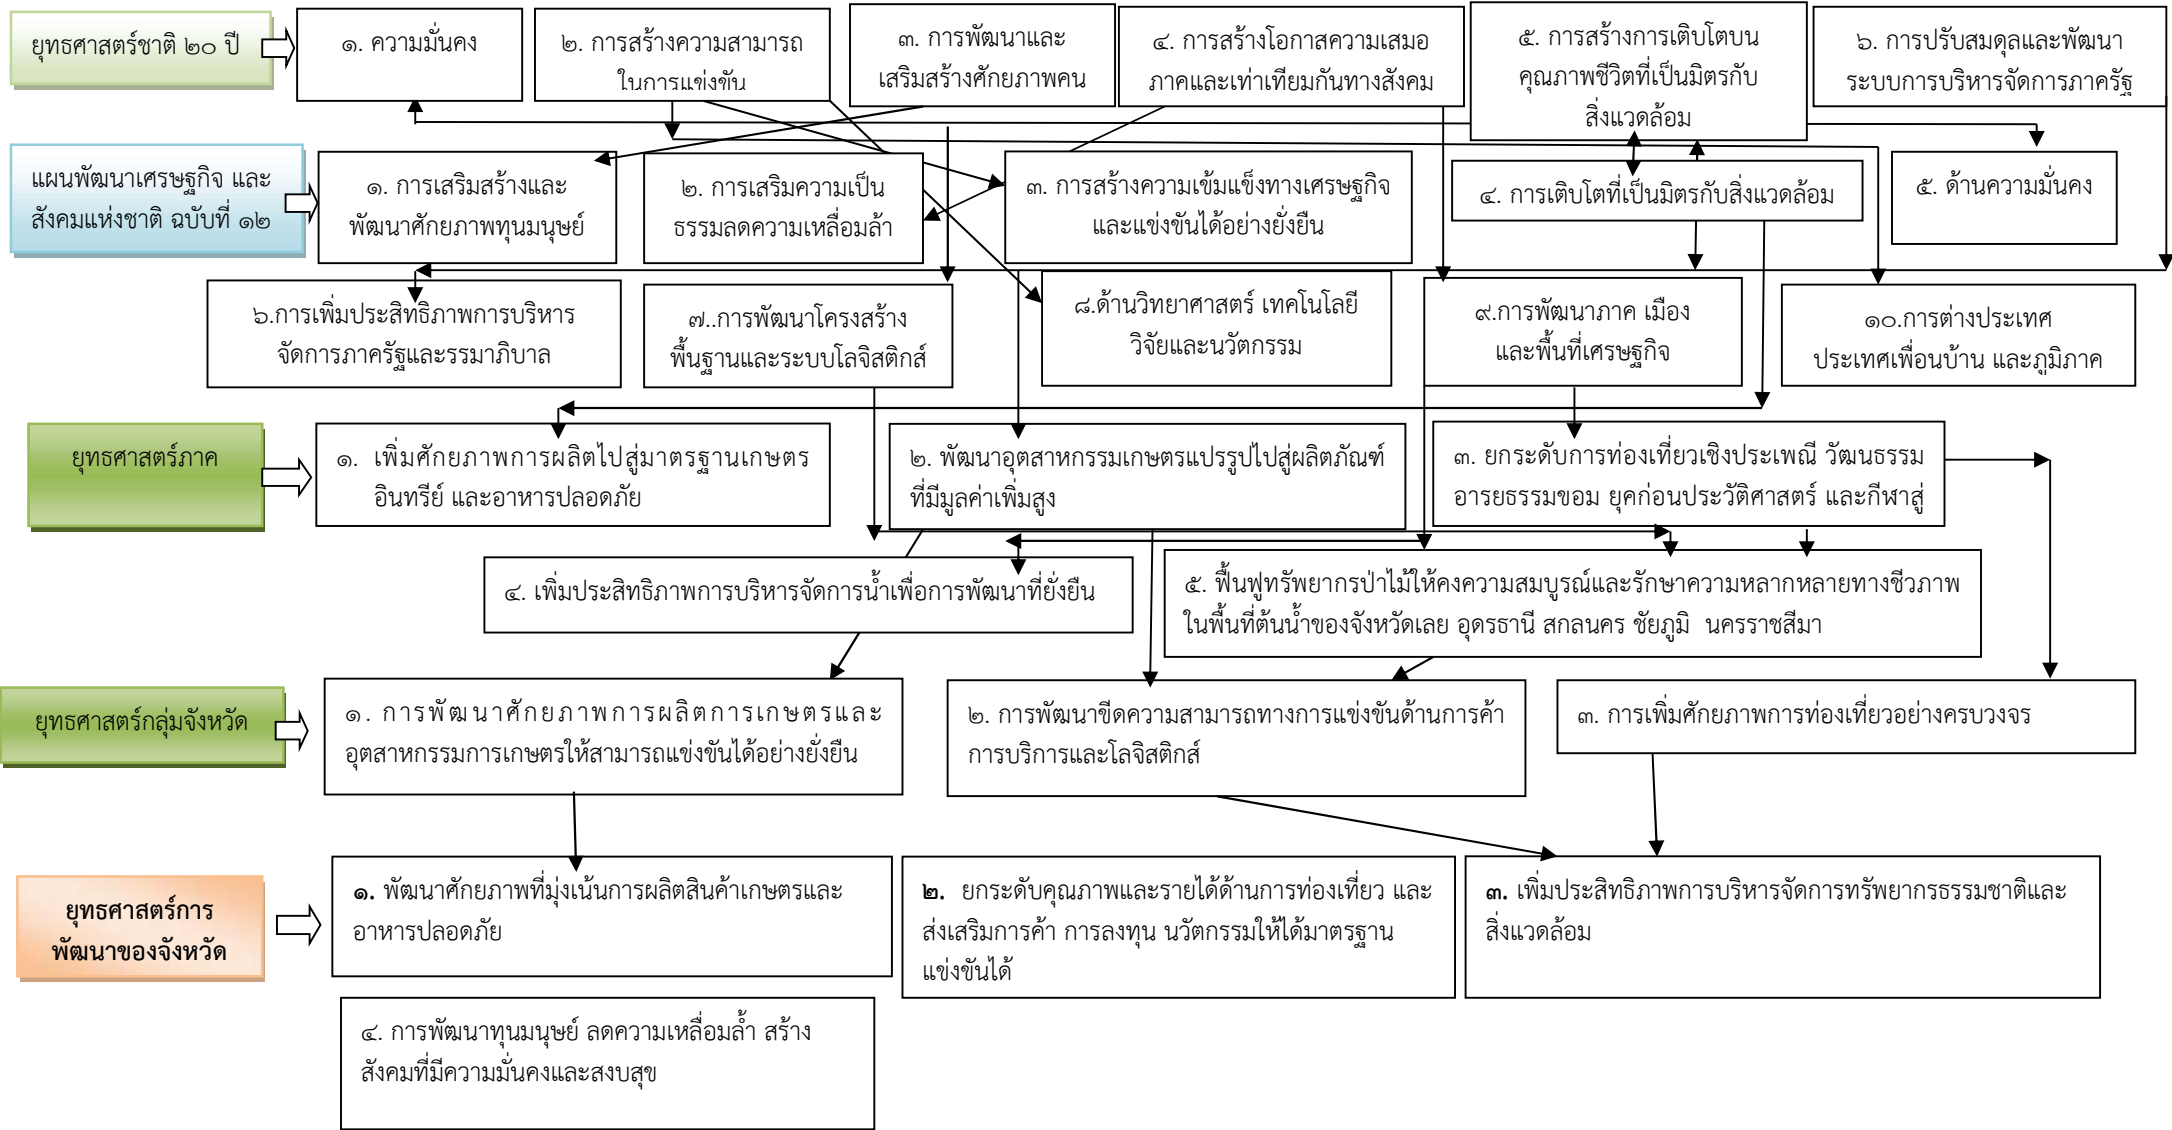 ยุทธศาสตร์ชาติ ๒๐ ปี
๑. ความมั่นคง
๒. การสร้างความสามารถ
ในการแข่งขัน
๓. การพัฒนาและ
เสริมสร้างศักยภาพคน
๔. การสร้างโอกาสความเสมอ
ภาคและเท่าเทียมกันทางสังคม
๕. การสร้างการเติบโตบน
คุณภาพชีวิตที่เป็นมิตรกับ
สิ่งแวดล้อม
๖. การปรับสมดุลและพัฒนา
ระบบการบริหารจัดการภาครัฐ
แผนพัฒนาเศรษฐกิจ และ
สังคมแห่งชาติ ฉบับที่ ๑๒
๑. การเสริมสร้างและ
พัฒนาศักยภาพทุนมนุษย์
๒. การเสริมความเป็น
ธรรมลดความเหลื่อมล้ำ
๓. การสร้างความเข้มแข็งทางเศรษฐกิจ
และแข่งขันได้อย่างยั่งยืน
๔. การเติบโตที่เป็นมิตรกับสิ่งแวดล้อม
๕. ด้านความมั่นคง
๖.การเพิ่มประสิทธิภาพการบริหาร
จัดการภาครัฐและรรมาภิบาล
๗..การพัฒนาโครงสร้าง
พื้นฐานและระบบโลจิสติกส์
๘.ด้านวิทยาศาสตร์ เทคโนโลยี
วิจัยและนวัตกรรม
๙.การพัฒนาภาค เมือง
และพื้นที่เศรษฐกิจ
๑๐.การต่างประเทศ
ประเทศเพื่อนบ้าน และภูมิภาค
ยุทธศาสตร์ภาค
๑. เพิ่มศักยภาพการผลิตไปสู่มาตรฐานเกษตร
อินทรีย์ และอาหารปลอดภัย
๒. พัฒนาอุตสาหกรรมเกษตรแปรรูปไปสู่ผลิตภัณฑ์
ที่มีมูลค่าเพิ่มสูง
๓. ยกระดับการท่องเที่ยวเชิงประเพณี วัฒนธรรม
อารยธรรมขอม ยุคก่อนประวัติศาสตร์ และกีฬาสู่
๔. เพิ่มประสิทธิภาพการบริหารจัดการน้ำเพื่อการพัฒนาที่ยั่งยืน
๕. ฟื้นฟูทรัพยากรป่าไม้ให้คงความสมบูรณ์และรักษาความหลากหลายทางชีวภาพ
ในพื้นที่ต้นน้ำของจังหวัดเลย อุดรธานี สกลนคร ชัยภูมิ นครราชสีมา
ยุทธศาสตร์กลุ่มจังหวัด
๑. การพัฒนาศักยภาพการผลิตการเกษตรและ
อุตสาหกรรมการเกษตรให้สามารถแข่งขันได้อย่างยั่งยืน
๒. การพัฒนาขีดความสามารถทางการแข่งขันด้านการค้า
การบริการและโลจิสติกส์
๓. การเพิ่มศักยภาพการท่องเที่ยวอย่างครบวงจร
ยุทธศาสตร์การ
พัฒนาของจังหวัด
๑. พัฒนาศักยภาพที่มุ่งเน้นการผลิตสินค้าเกษตรและ
อาหารปลอดภัย
๒. ยกระดับคุณภาพและรายได้ด้านการท่องเที่ยว และ
ส่งเสริมการค้า การลงทุน นวัตกรรมให้ได้มาตรฐาน
แข่งขันได้
๓. เพิ่มประสิทธิภาพการบริหารจัดการทรัพยากรธรรมชาติและ
สิ่งแวดล้อม
๔. การพัฒนาทุนมนุษย์ ลดความเหลื่อมล้ำ สร้าง
สังคมที่มีความมั่นคงและสงบสุข